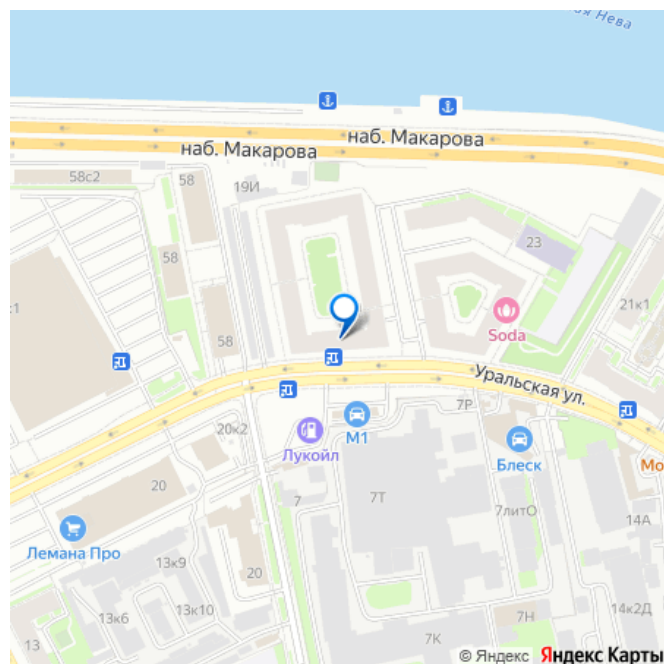 ая Нева
наб. Макарова
наб. Макарова
58с2
58
19И
58
23
к1
58
21к1
Soda
Уральская ул.
7Р
М1
20к2
Лукойл
Блеск
Мо
20
7
7Т
7литО
14А
Лемана Про
13к9
20
13к6
13к10
7Н
14к2Д
13
7К
© Яндекс Яндекс Карты